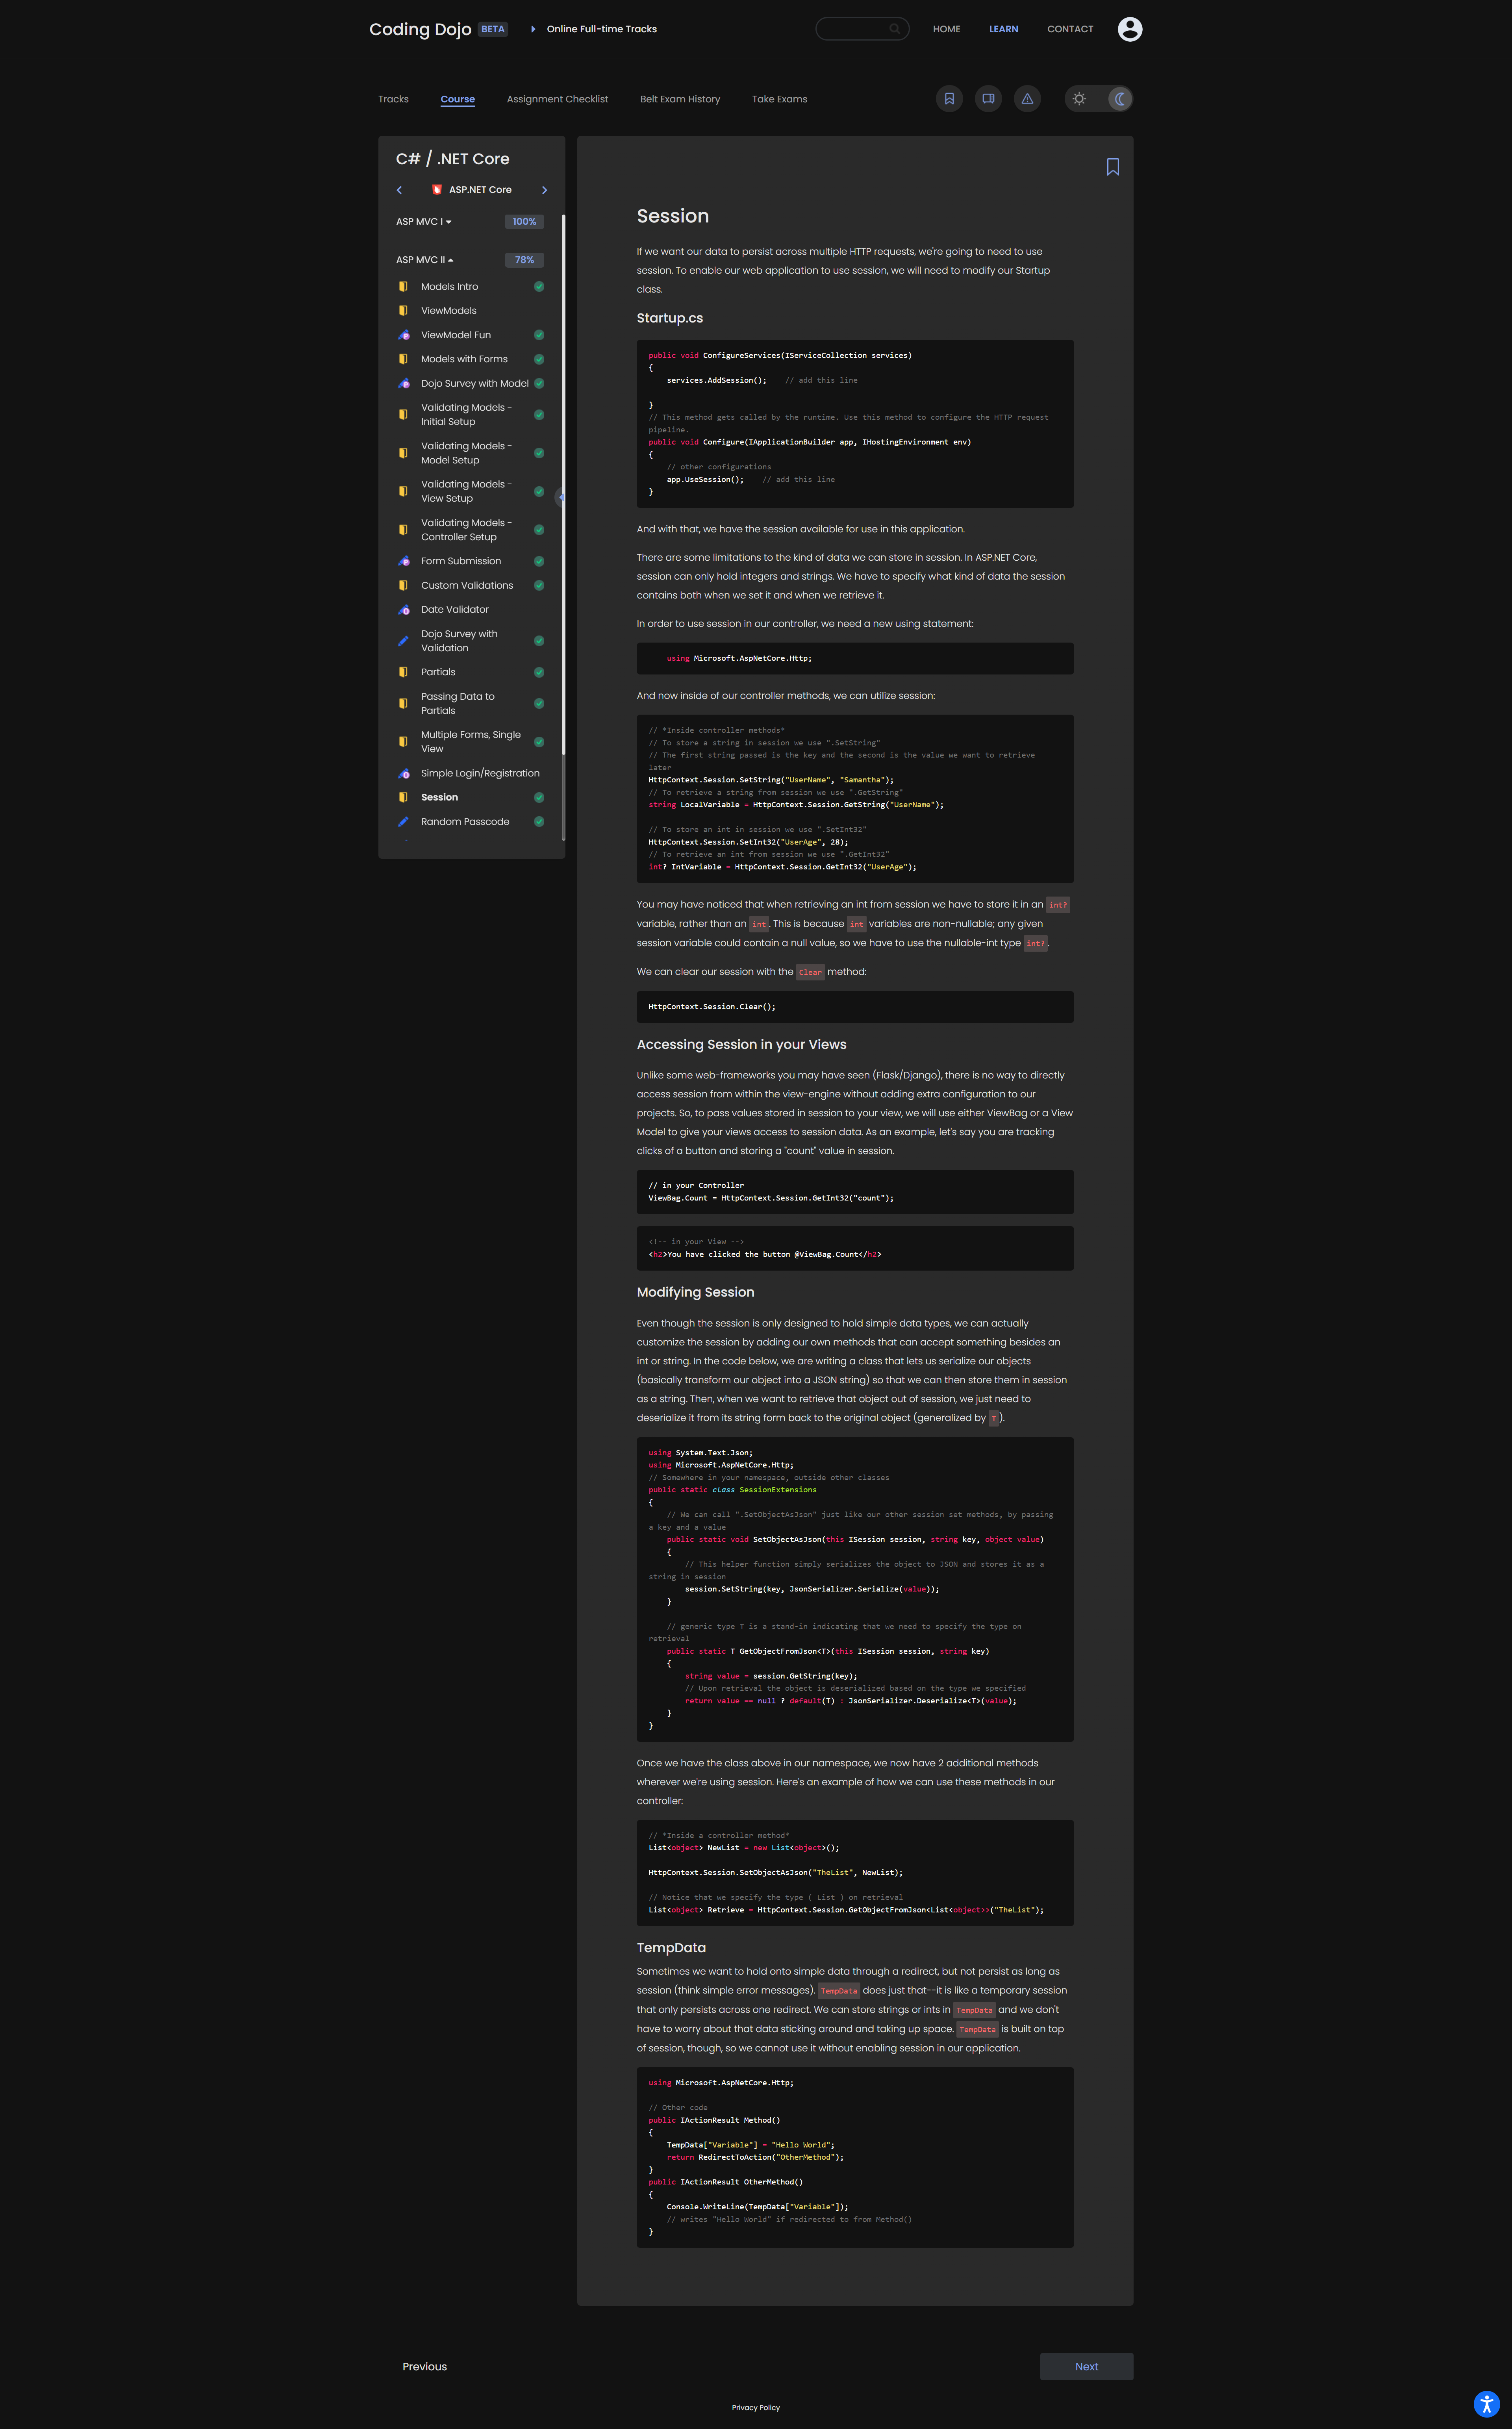 Coding Dojo BETA
Online Full-time Tracks
HOME
LEARN
CONTACT
Tracks
Course
Assignment Checklist
Belt Exam History
Take Exams
C# / .NET Core
ASP.NET Core
ASP MVC I
100%
ASP MVC II
78%
Models Intro
ViewModels
ViewModel Fun
Models with Forms
Dojo Survey with Model
Validating Models -
Initial Setup
Validating Models -
Model Setup
Validating Models -
View Setup
Validating Models -
Controller Setup
Form Submission
Custom Validations
Date Validator
Dojo Survey with
Validation
Partials
Passing Data to
Partials
Multiple Forms, Single
View
Simple Login/Registration
Session
Random Passcode
Session
If we want our data to persist across multiple HTTP requests, we're going to need to use
session. To enable our web application to use session, we will need to modify our Startup
class.
Startup.cs
public void ConfigureServices(IServiceCollection services)
{
    services.AddSession();    // add this line
}
// This method gets called by the runtime. Use this method to configure the HTTP request
pipeline.
public void Configure(IApplicationBuilder app, IHostingEnvironment env)
{
    // other configurations
    app.UseSession();    // add this line
}
And with that, we have the session available for use in this application.
There are some limitations to the kind of data we can store in session. In ASP.NET Core,
session can only hold integers and strings. We have to specify what kind of data the session
contains both when we set it and when we retrieve it.
In order to use session in our controller, we need a new using statement:
    using Microsoft.AspNetCore.Http;
And now inside of our controller methods, we can utilize session:
// *Inside controller methods*
// To store a string in session we use ".SetString"
// The first string passed is the key and the second is the value we want to retrieve
later
HttpContext.Session.SetString("UserName", "Samantha");
// To retrieve a string from session we use ".GetString"
string LocalVariable = HttpContext.Session.GetString("UserName");
// To store an int in session we use ".SetInt32"
HttpContext.Session.SetInt32("UserAge", 28);
// To retrieve an int from session we use ".GetInt32"
int? IntVariable = HttpContext.Session.GetInt32("UserAge");
You may have noticed that when retrieving an int from session we have to store it in an int?
variable, rather than an int. This is because int variables are non-nullable; any given
session variable could contain a null value, so we have to use the nullable-int type int?.
We can clear our session with the Clear method:
HttpContext.Session.Clear();
Accessing Session in your Views
Unlike some web-frameworks you may have seen (Flask/Django), there is no way to directly
access session from within the view-engine without adding extra configuration to our
projects. So, to pass values stored in session to your view, we will use either ViewBag or a View
Model to give your views access to session data. As an example, let's say you are tracking
clicks of a button and storing a "count" value in session.
// in your Controller
ViewBag.Count = HttpContext.Session.GetInt32("count");
<!-- in your View -->
<h2>You have clicked the button @ViewBag.Count</h2>
Modifying Session
Even though the session is only designed to hold simple data types, we can actually
customize the session by adding our own methods that can accept something besides an
int or string. In the code below, we are writing a class that lets us serialize our objects
(basically transform our object into a JSON string) so that we can then store them in session
as a string. Then, when we want to retrieve that object out of session, we just need to
deserialize it from its string form back to the original object (generalized by T).
using System.Text.Json;
using Microsoft.AspNetCore.Http;
// Somewhere in your namespace, outside other classes
public static class SessionExtensions
{
    // We can call ".SetObjectAsJson" just like our other session set methods, by passing
a key and a value
    public static void SetObjectAsJson(this ISession session, string key, object value)
    {
        // This helper function simply serializes the object to JSON and stores it as a
string in session
        session.SetString(key, JsonSerializer.Serialize(value));
    }
    // generic type T is a stand-in indicating that we need to specify the type on
retrieval
    public static T GetObjectFromJson<T>(this ISession session, string key)
    {
        string value = session.GetString(key);
        // Upon retrieval the object is deserialized based on the type we specified
        return value == null ? default(T) : JsonSerializer.Deserialize<T>(value);
    }
}
Once we have the class above in our namespace, we now have 2 additional methods
wherever we're using session. Here's an example of how we can use these methods in our
controller:
// *Inside a controller method*
List<object> NewList = new List<object>();
HttpContext.Session.SetObjectAsJson("TheList", NewList);
// Notice that we specify the type ( List ) on retrieval
List<object> Retrieve = HttpContext.Session.GetObjectFromJson<List<object>>("TheList");
TempData
Sometimes we want to hold onto simple data through a redirect, but not persist as long as
session (think simple error messages). TempData does just that--it is like a temporary session
that only persists across one redirect. We can store strings or ints in TempData and we don't
have to worry about that data sticking around and taking up space. TempData is built on top
of session, though, so we cannot use it without enabling session in our application.
using Microsoft.AspNetCore.Http;
// Other code
public IActionResult Method()
{
    TempData["Variable"] = "Hello World";
    return RedirectToAction("OtherMethod");
}
public IActionResult OtherMethod()
{
    Console.WriteLine(TempData["Variable"]);
    // writes "Hello World" if redirected to from Method()
}
Previous
Next
Privacy Policy